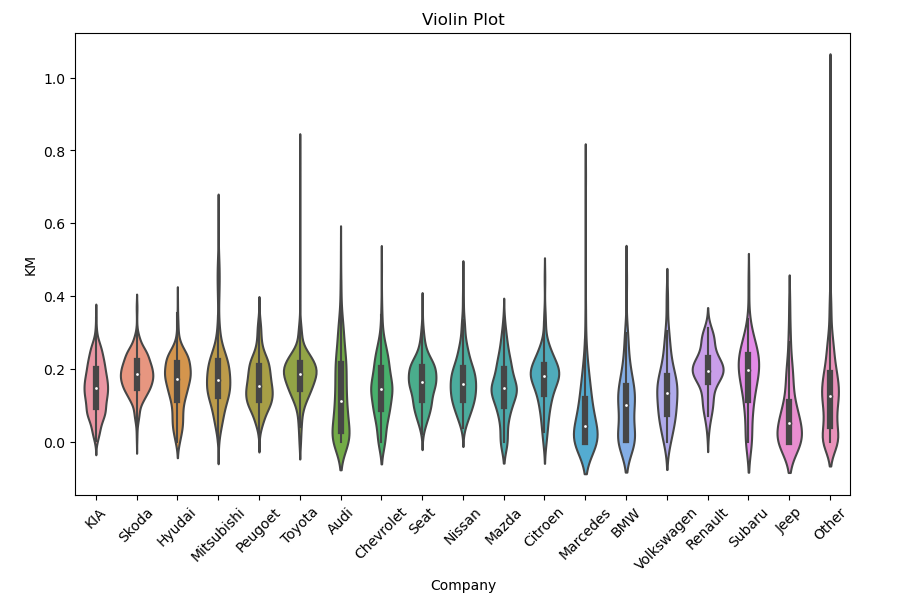 Violin Plot
KM
1.0
0.8
0.6
0.4
0.2
0.0
KIA
Skoda
Hyudai
Mitsubishi
Peugoet
Toyota
Audi
Chevrolet
Seat
Nissan
Mazda
Citroen
Marcedes
BMW
Volkswagen
Renault
Subaru
Jeep
Other
Company